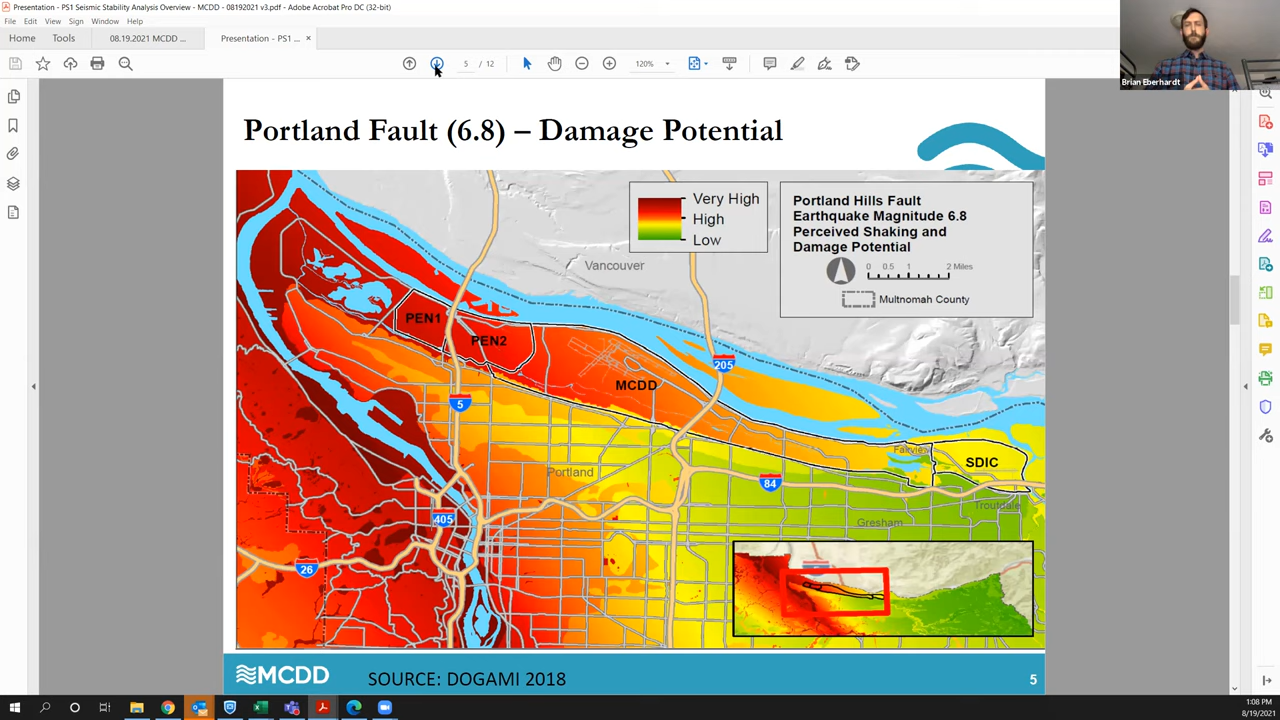 Presentation - PS1 Seismic Stability Analysis Overview - MCDD - 08192021 v3.pdf - Adobe Acrobat Pro DC (32-bit)
File Edit View Sign Window Help
Home Tools 08.19.2021 MCDD ... Presentation - PS1 ... ×
5 / 12 120%
Brian Eberhardt
Portland Fault (6.8) – Damage Potential
Very High
High
Low
Portland Hills Fault
Earthquake Magnitude 6.8
Perceived Shaking and
Damage Potential
0 0.5 1 2 Miles
Multnomah County
Vancouver
PEN1
PEN2
MCDD
205
5
Portland
Fairview
SDIC
84
Troutdale
Gresham
405
26
MCDD
SOURCE: DOGAMI 2018
5
1:08 PM
8/19/2021